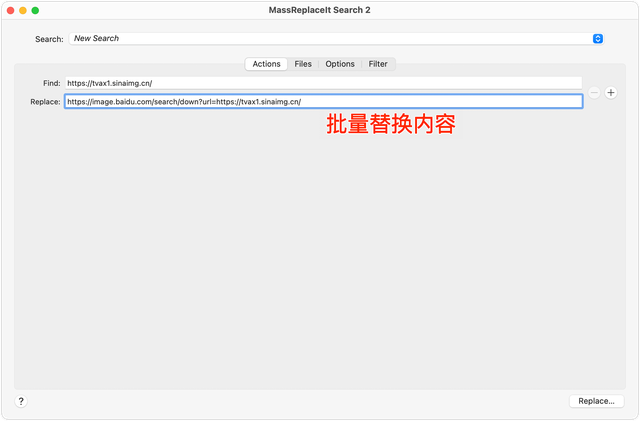 MassReplaceIt Search 2
Search: New Search
Actions Files Options Filter
Find: https://tvax1.sinaimg.cn/
Replace: https://image.baidu.com/search/down?url=https://tvax1.sinaimg.cn/
批量替换内容
? Replace...